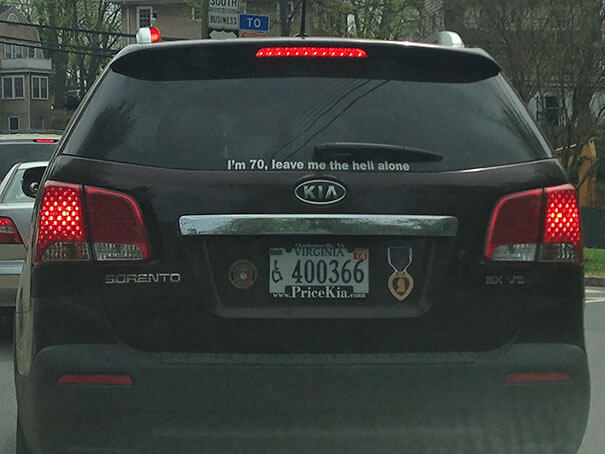 SOUTH
BUSINESS TO
I'm 70, leave me the hell alone
KIA
VIRGINIA
400366
www.PriceKia.com
SORENTO
EX V6